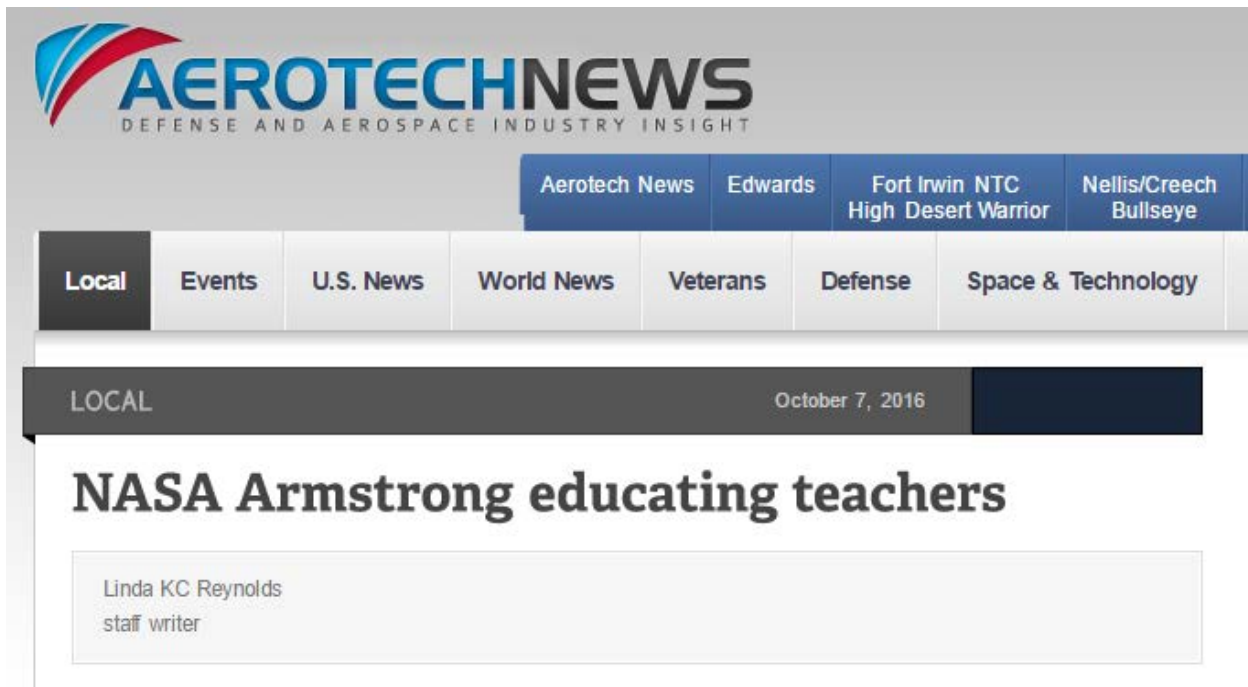 AEROTECHNEWS
DEFENSE AND AEROSPACE INDUSTRY INSIGHT
Aerotech News Edwards Fort Irwin NTC Nellis/Creech
High Desert Warrior Bullseye
Local Events U.S. News World News Veterans Defense Space & Technology
LOCAL October 7, 2016
NASA Armstrong educating teachers
Linda KC Reynolds
staff writer